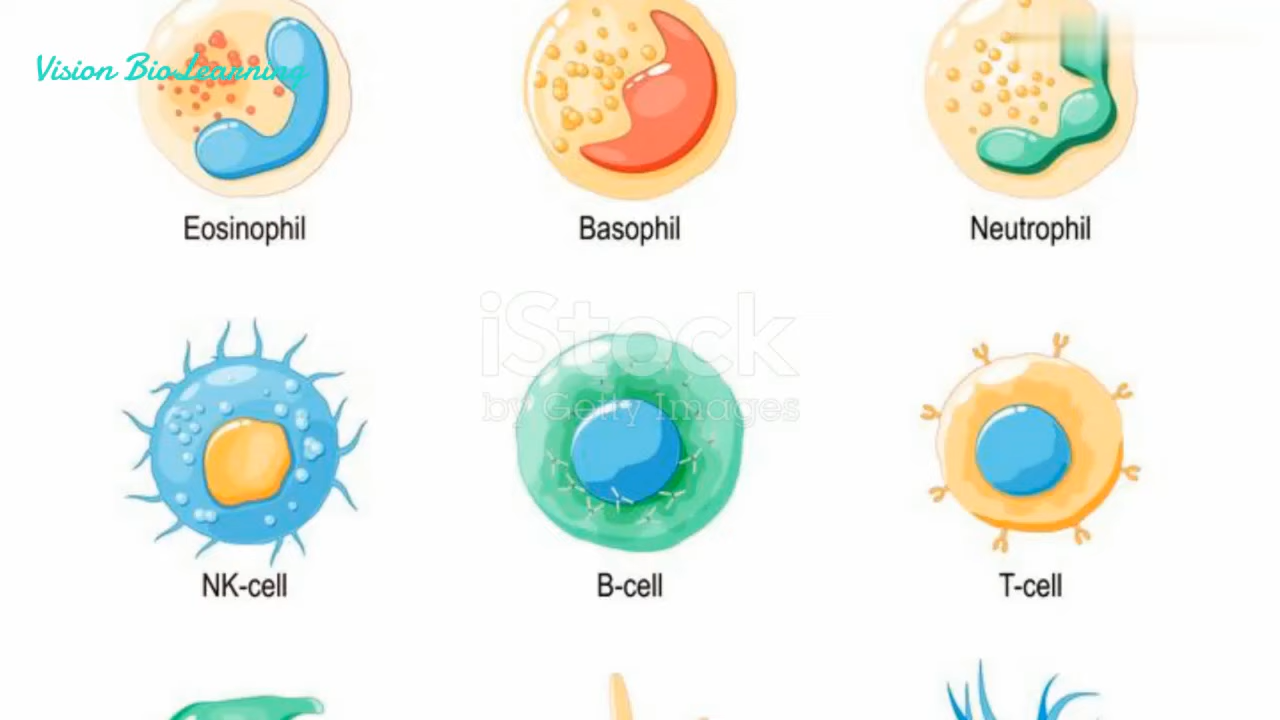 Vision BioLearning
Eosinophil
Basophil
Neutrophil
iStock
by Getty Images
NK-cell
B-cell
T-cell